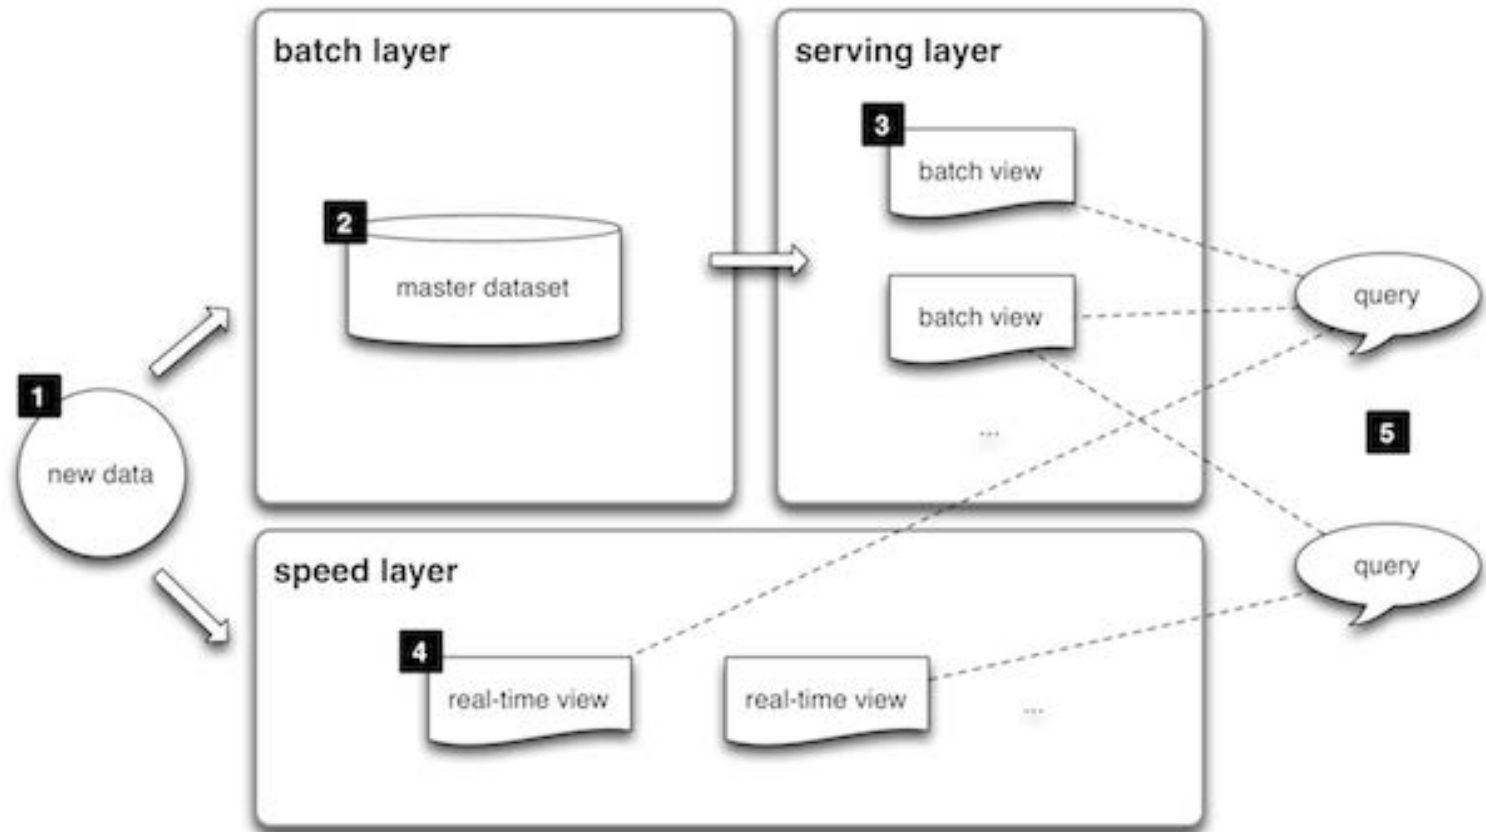 batch layer
serving layer
3
batch view
2
master dataset
batch view
query
1
new data
...
5
speed layer
query
4
real-time view
real-time view
...